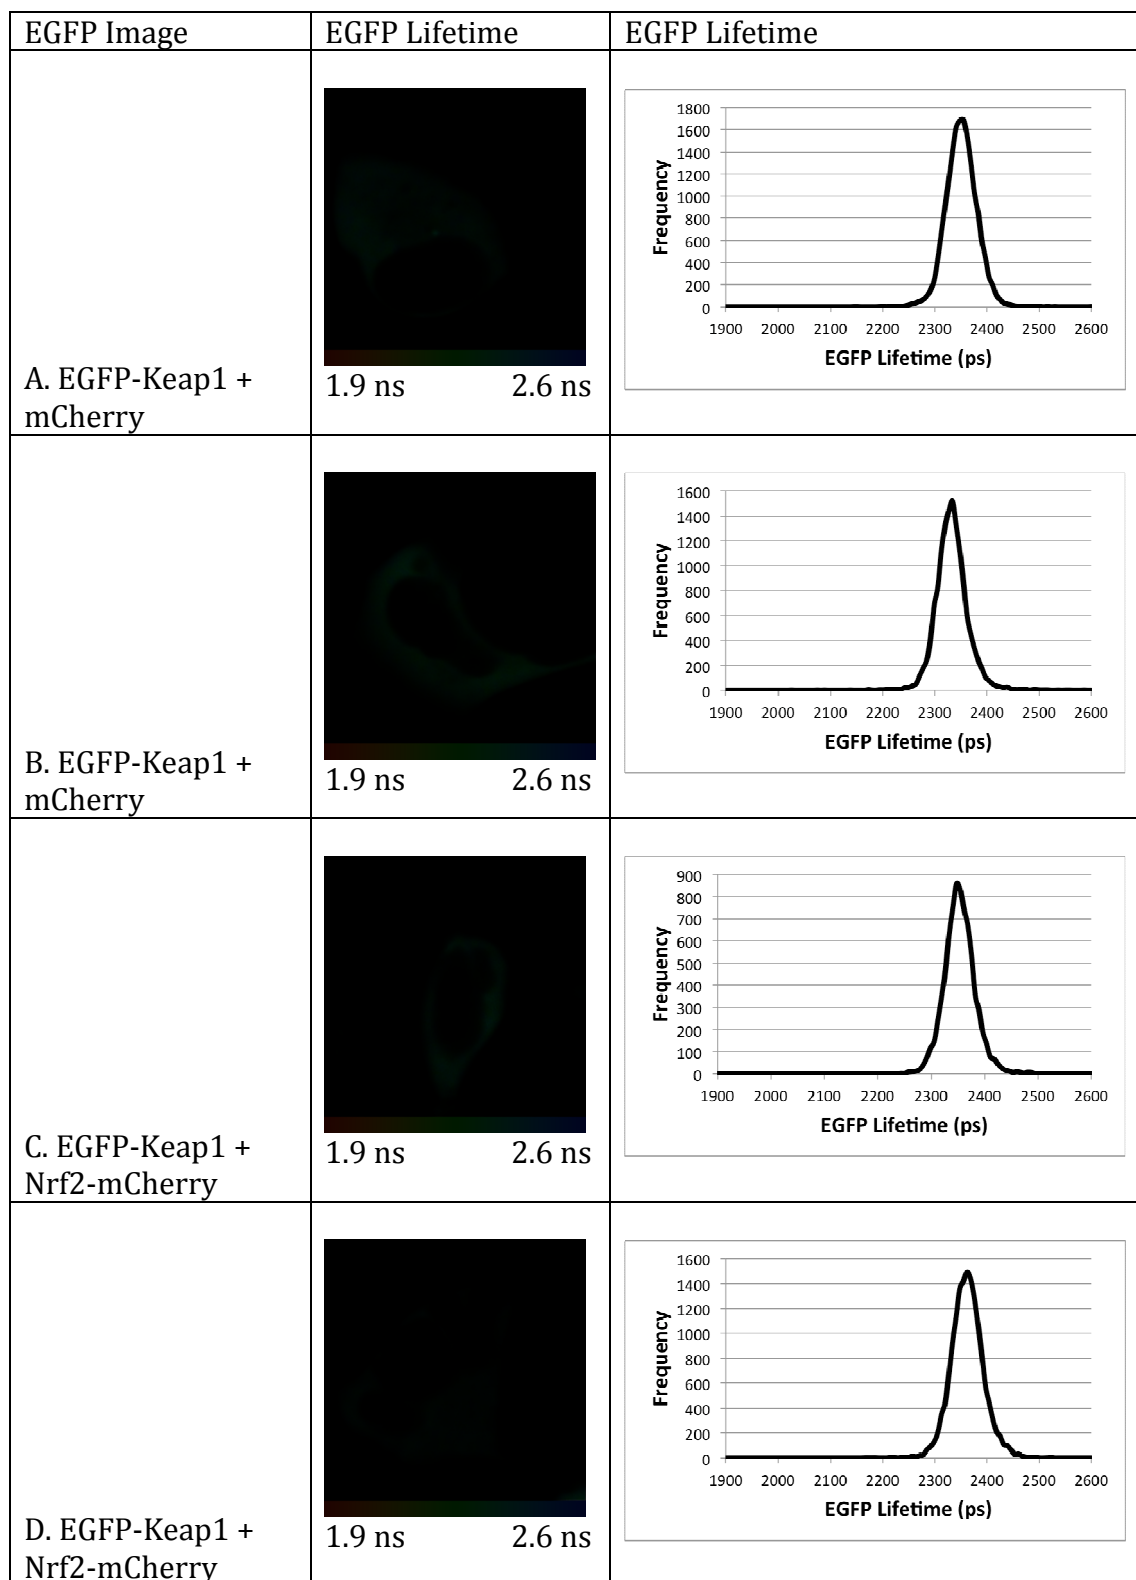 EGFP Image
EGFP Lifetime
EGFP Lifetime
A. EGFP-Keap1 +
mCherry
1.9 ns 2.6 ns
1800
1600
1400
1200
1000
800
600
400
200
0
Frequency
1900 2000 2100 2200 2300 2400 2500 2600
EGFP Lifetime (ps)
B. EGFP-Keap1 +
mCherry
1.9 ns 2.6 ns
1600
1400
1200
1000
800
600
400
200
0
Frequency
1900 2000 2100 2200 2300 2400 2500 2600
EGFP Lifetime (ps)
C. EGFP-Keap1 +
Nrf2-mCherry
1.9 ns 2.6 ns
900
800
700
600
500
400
300
200
100
0
Frequency
1900 2000 2100 2200 2300 2400 2500 2600
EGFP Lifetime (ps)
D. EGFP-Keap1 +
Nrf2-mCherry
1.9 ns 2.6 ns
1600
1400
1200
1000
800
600
400
200
0
Frequency
1900 2000 2100 2200 2300 2400 2500 2600
EGFP Lifetime (ps)